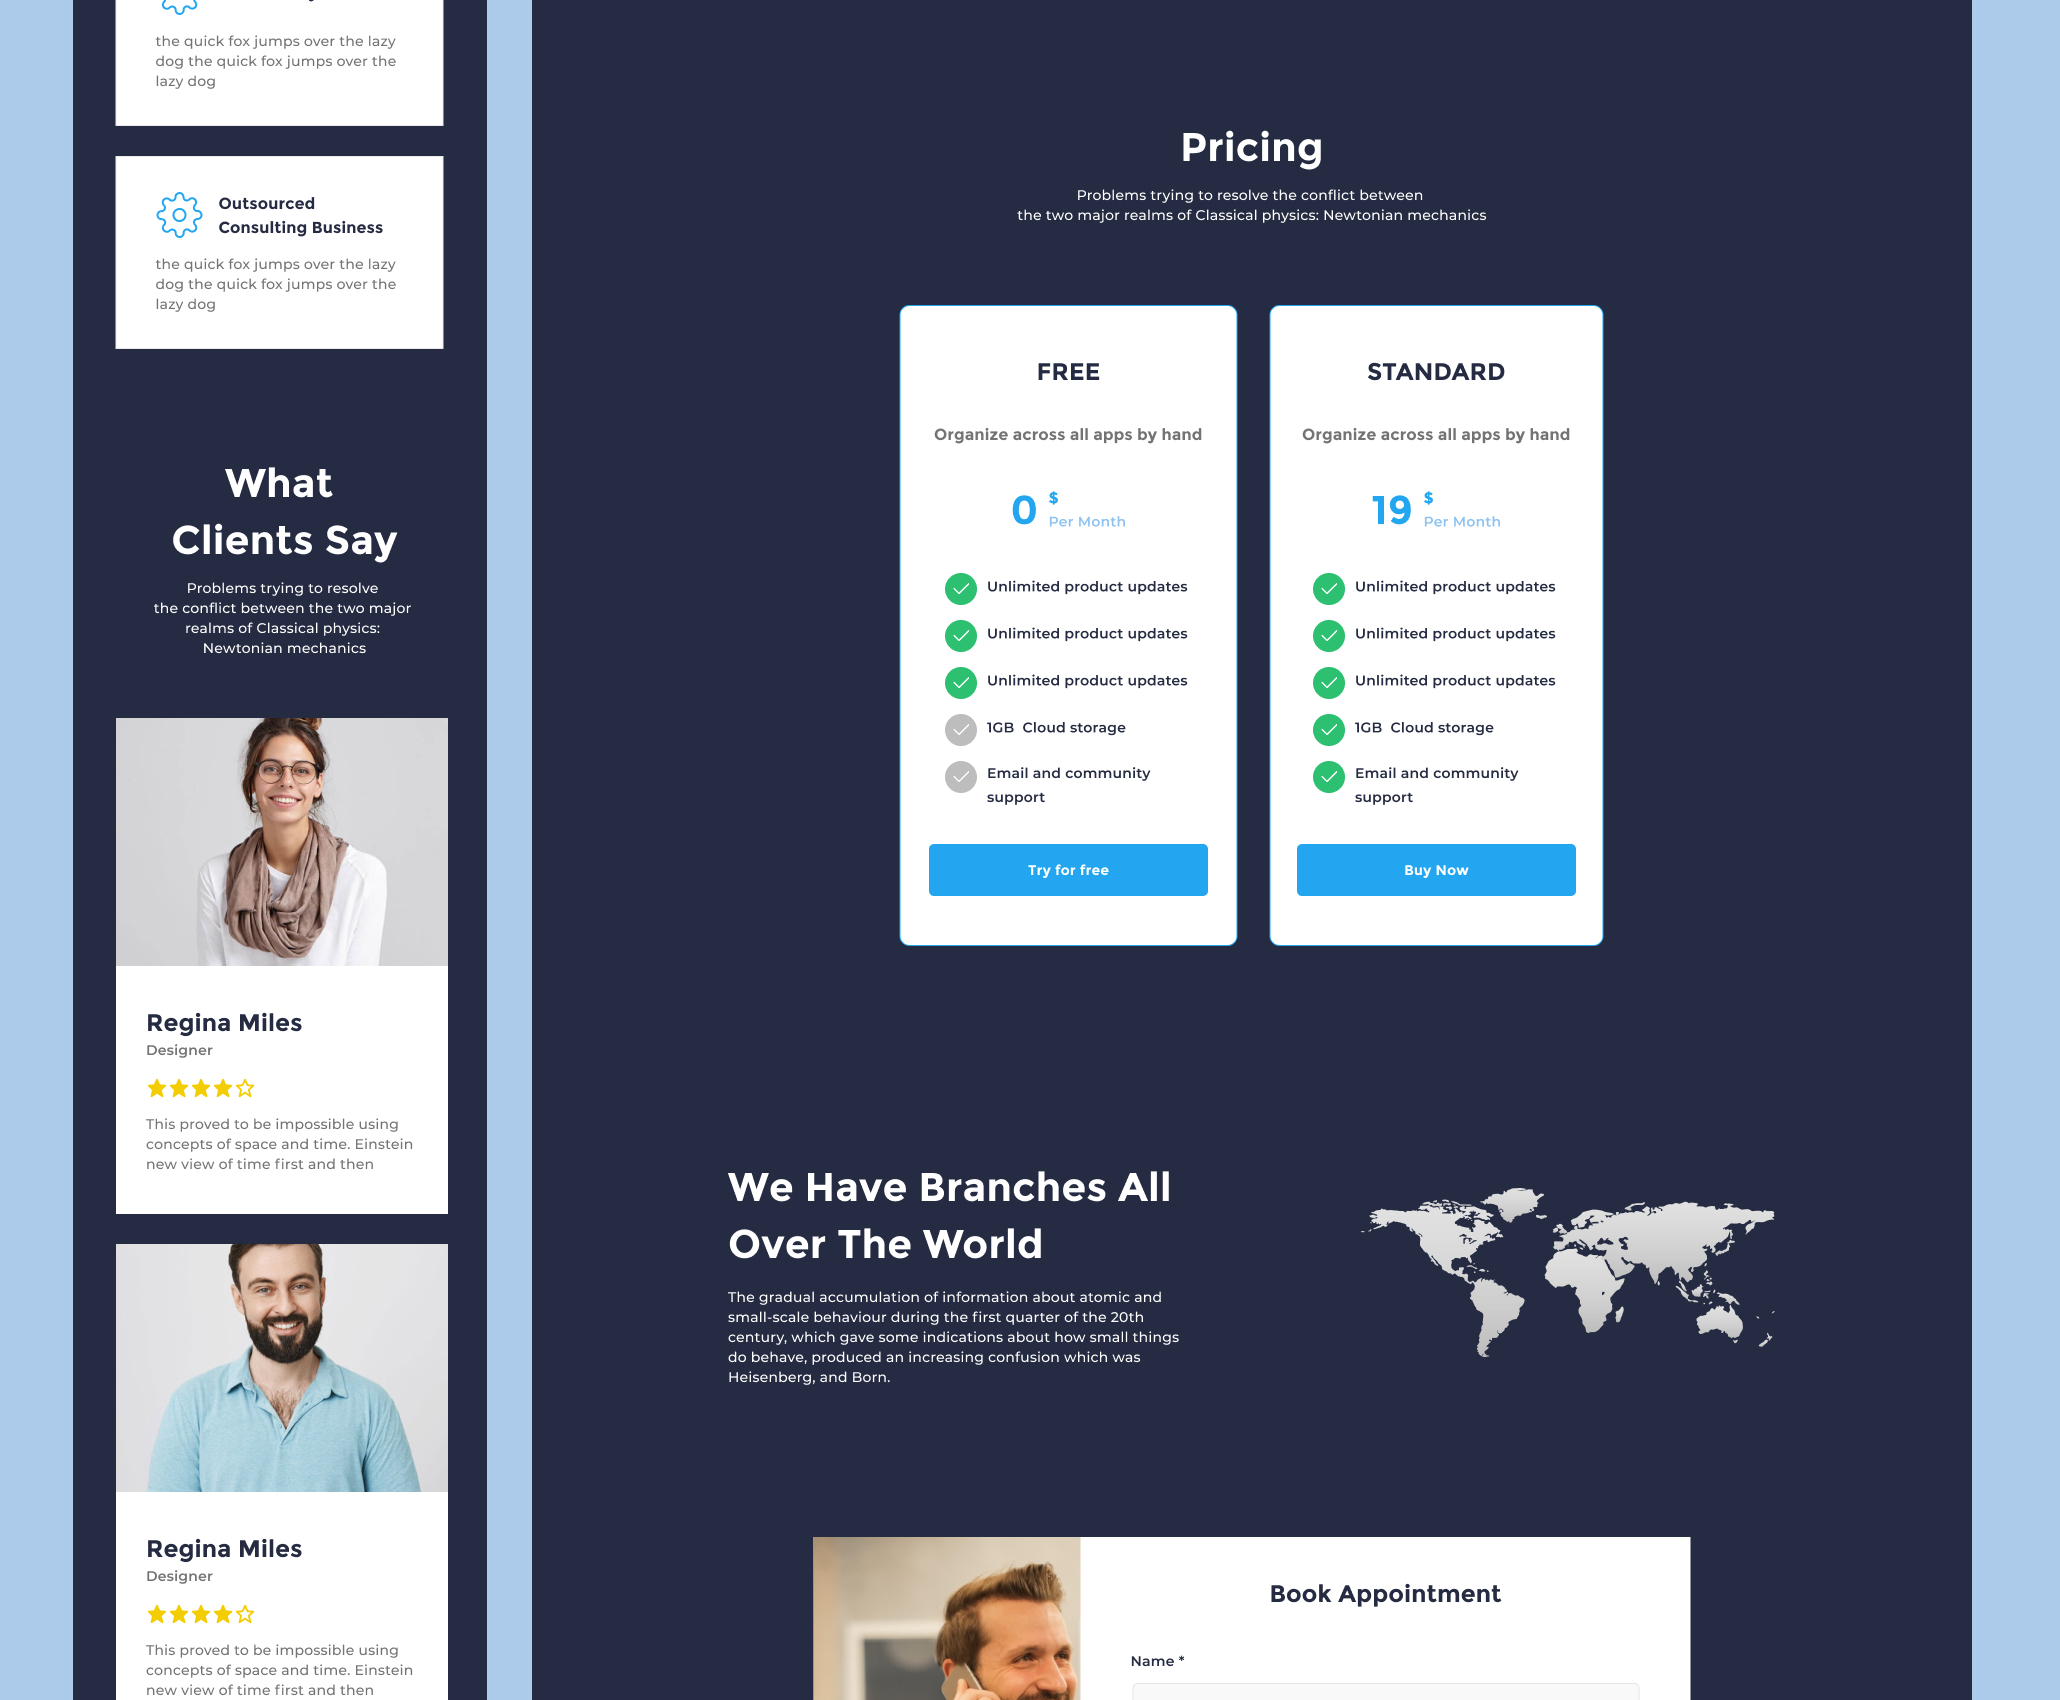 the quick fox jumps over the lazy
dog the quick fox jumps over the
lazy dog
Outsourced
Consulting Business
the quick fox jumps over the lazy
dog the quick fox jumps over the
lazy dog
What
Clients Say
Problems trying to resolve
the conflict between the two major
realms of Classical physics:
Newtonian mechanics
Regina Miles
Designer
This proved to be impossible using
concepts of space and time. Einstein
new view of time first and then
Regina Miles
Designer
This proved to be impossible using
concepts of space and time. Einstein
new view of time first and then
Pricing
Problems trying to resolve the conflict between
the two major realms of Classical physics: Newtonian mechanics
FREE
Organize across all apps by hand
0 $
Per Month
Unlimited product updates
Unlimited product updates
Unlimited product updates
1GB  Cloud storage
Email and community
support
Try for free
STANDARD
Organize across all apps by hand
19 $
Per Month
Unlimited product updates
Unlimited product updates
Unlimited product updates
1GB  Cloud storage
Email and community
support
Buy Now
We Have Branches All
Over The World
The gradual accumulation of information about atomic and
small-scale behaviour during the first quarter of the 20th
century, which gave some indications about how small things
do behave, produced an increasing confusion which was
Heisenberg, and Born.
Book Appointment
Name *